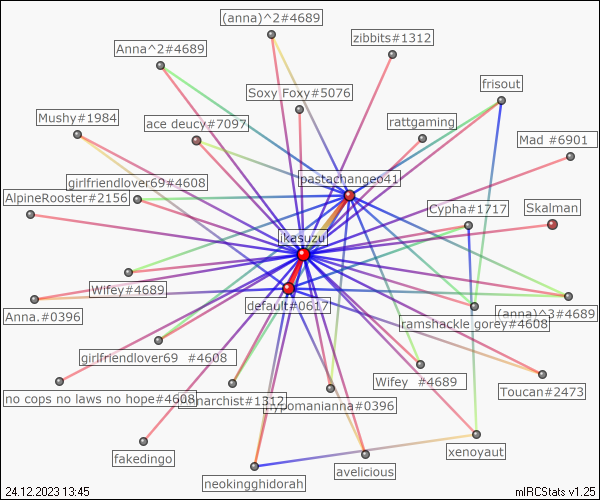 (anna)^2#4689
zibbits#1312
Anna^2#4689
frisout
Soxy Foxy#5076
Mushy#1984
ace deucy#7097
rattgaming
Mad #6901
girlfriendlover69#4608
pastachangeo41
AlpineRooster#2156
Cypha#1717
Skalman
ikasuzu
Wifey#4689
Anna.#0396
default#0617
(anna)^3#4689
ramshackle gorey#4608
girlfriendlover69 #4608
Wifey #4689
Toucan#2473
no cops no laws no hope#4608
narchist#1312
pomanianna#0396
fakedingo
xenoyaut
avelicious
neokingghidorah
24.12.2023 13:45
mIRCStats v1.25